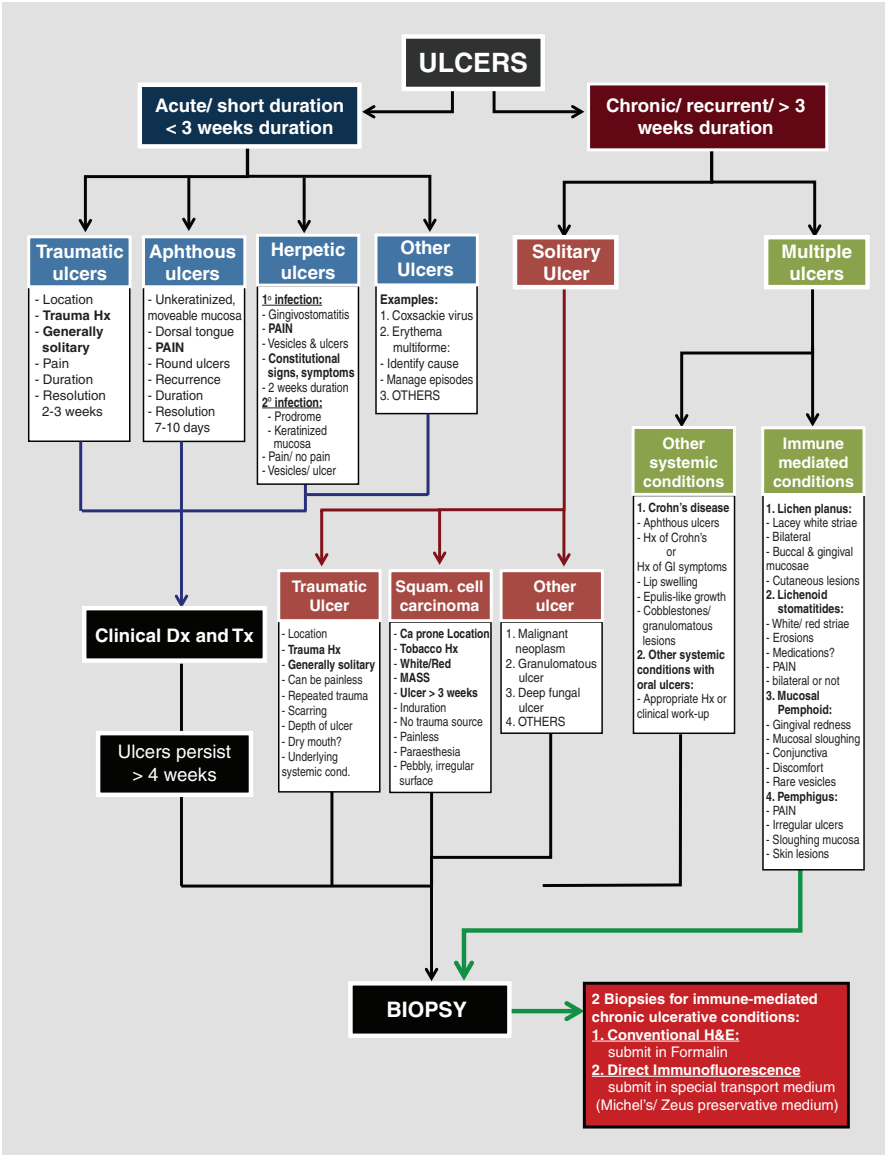 ULCERS
Acute/ short duration
< 3 weeks duration
Chronic/ recurrent/ > 3
weeks duration
Traumatic
ulcers
- Location
- Trauma Hx
- Generally
solitary
- Pain
- Duration
- Resolution
2-3 weeks
Aphthous
ulcers
- Unkeratinized,
moveable mucosa
- Dorsal tongue
- PAIN
- Round ulcers
- Recurrence
- Duration
- Resolution
7-10 days
Herpetic
ulcers
1º infection:
- Gingivostomatitis
- PAIN
- Vesicles & ulcers
- Constitutional
signs, symptoms
- 2 weeks duration
2º infection:
- Prodrome
- Keratinized
mucosa
- Pain/ no pain
- Vesicles/ ulcer
Other
Ulcers
Examples:
1. Coxsackie virus
2. Erythema
multiforme:
- Identify cause
- Manage episodes
3. OTHERS
Solitary
Ulcer
Multiple
ulcers
Other
systemic
conditions
1. Crohn's disease
- Aphthous ulcers
- Hx of Crohn's
or
Hx of GI symptoms
- Lip swelling
- Epulis-like growth
- Cobblestones/
granulomatous
lesions
2. Other systemic
conditions with
oral ulcers:
- Appropriate Hx or
clinical work-up
Immune
mediated
conditions
1. Lichen planus:
- Lacey white striae
- Bilateral
- Buccal & gingival
mucosae
- Cutaneous lesions
2. Lichenoid
stomatitides:
- White/ red striae
- Erosions
- Medications?
- PAIN
- bilateral or not
3. Mucosal
Pemphoid:
- Gingival redness
- Mucosal sloughing
- Conjunctiva
- Discomfort
- Rare vesicles
4. Pemphigus:
- PAIN
- Irregular ulcers
- Sloughing mucosa
- Skin lesions
Traumatic
Ulcer
- Location
- Trauma Hx
- Generally solitary
- Can be painless
- Repeated trauma
- Scarring
- Depth of ulcer
- Dry mouth?
- Underlying
systemic cond.
Squam. cell
carcinoma
- Ca prone Location
- Tobacco Hx
- White/Red
- MASS
- Ulcer > 3 weeks
- Induration
- No trauma source
- Painless
- Paraesthesia
- Pebbly, irregular
surface
Other
ulcer
1. Malignant
neoplasm
2. Granulomatous
ulcer
3. Deep fungal
ulcer
4. OTHERS
Clinical Dx and Tx
Ulcers persist
> 4 weeks
BIOPSY
2 Biopsies for immune-mediated
chronic ulcerative conditions:
1. Conventional H&E:
submit in Formalin
2. Direct Immunofluorescence
submit in special transport medium
(Michel's/ Zeus preservative medium)